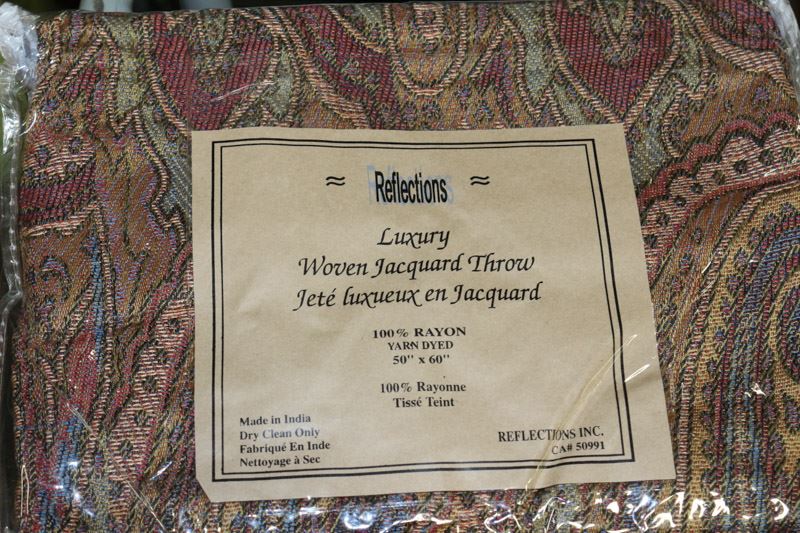 ≈ Reflections ≈
Luxury
Woven Jacquard Throw
Jeté luxueux en Jacquard
100% RAYON
YARN DYED
50" x 60"
100% Rayonne
Tissé Teint
Made in India
Dry Clean Only
Fabriqué En Inde
Nettoyage à Sec
REFLECTIONS INC.
CA# 50991